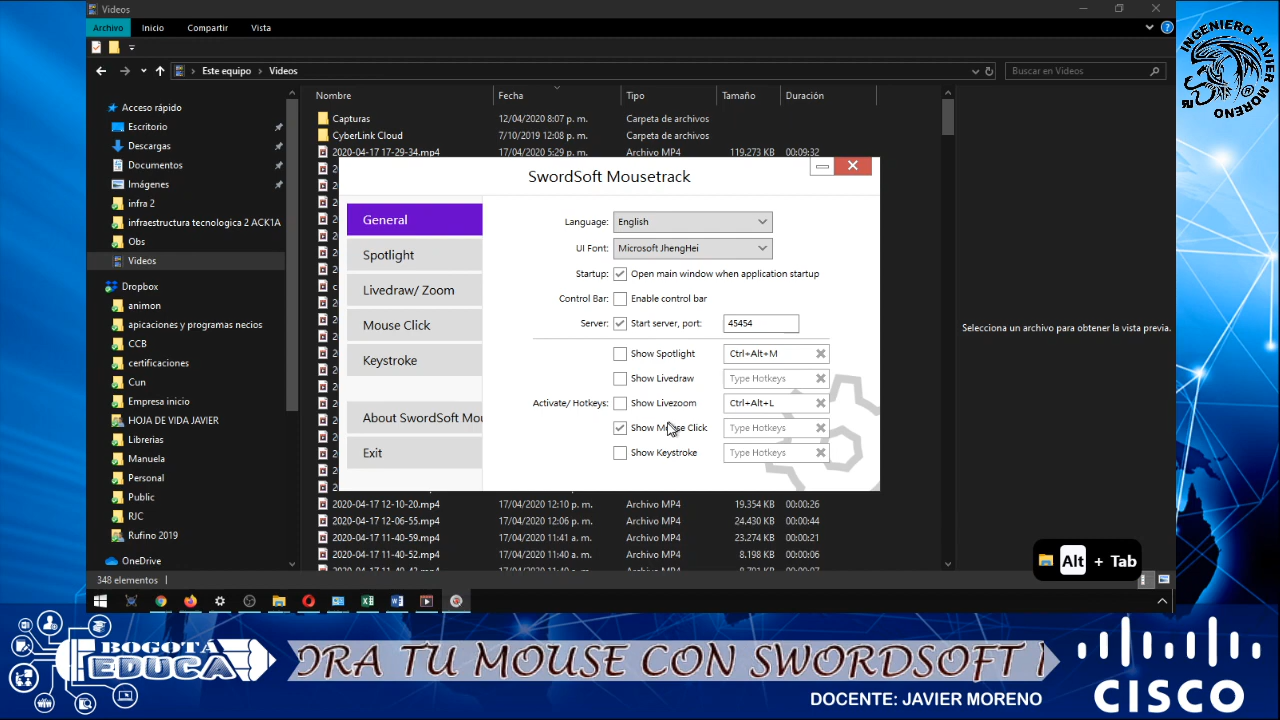 Videos
Archivo
Inicio
Compartir
Vista
Este equipo > Videos
Buscar en Videos
Nombre
Fecha
Tipo
Tamaño
Duración
Acceso rápido
Escritorio
Descargas
Documentos
Imágenes
infra 2
infraestructura tecnologica 2 ACK1A
Obs
Videos
Dropbox
animon
apicaciones y programas necios
CCB
certificaciones
Cun
Empresa inicio
HOJA DE VIDA JAVIER
Librerias
Manuela
Personal
Public
RJC
Rufino 2019
OneDrive
Capturas 12/04/2020 8:07 p. m. Carpeta de archivos
CyberLink Cloud 7/10/2019 12:08 p. m. Carpeta de archivos
2020-04-17 17-29-34.mp4 17/04/2020 5:29 p. m. Archivo MP4 119.273 KB 00:09:32
SwordSoft Mousetrack
General
Spotlight
Livedraw/ Zoom
Mouse Click
Keystroke
About SwordSoft Mou
Exit
Language: English
UI Font: Microsoft JhengHei
Startup: Open main window when application startup
Control Bar: Enable control bar
Server: Start server, port: 45454
Show Spotlight Ctrl+Alt+M
Show Livedraw Type Hotkeys
Activate/ Hotkeys: Show Livezoom Ctrl+Alt+L
Show Mouse Click Type Hotkeys
Show Keystroke Type Hotkeys
2020-04-17 12-10-20.mp4 17/04/2020 12:10 p. m. Archivo MP4 19.354 KB 00:00:26
2020-04-17 12-06-55.mp4 17/04/2020 12:06 p. m. Archivo MP4 24.430 KB 00:00:44
2020-04-17 11-40-59.mp4 17/04/2020 11:41 a. m. Archivo MP4 23.274 KB 00:00:21
2020-04-17 11-40-52.mp4 17/04/2020 11:40 a. m. Archivo MP4 8.198 KB 00:00:06
Selecciona un archivo para obtener la vista previa.
348 elementos
Alt + Tab
INGENIERO JAVIER MORENO
BOGOTÁ
EDUCA
ORA TU MOUSE CON SWORDSOFT
DOCENTE: JAVIER MORENO
CISCO